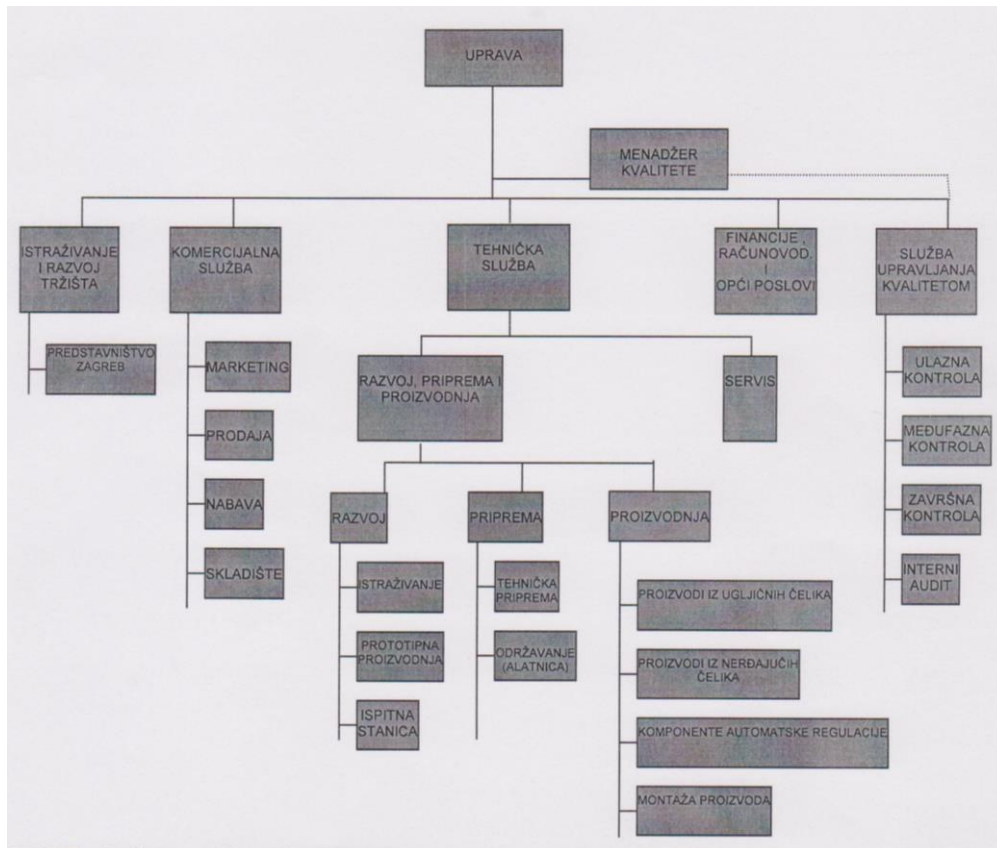 UPRAVA
MENADŽER
KVALITETE
ISTRAŽIVANJE
I RAZVOJ
TRŽIŠTA
KOMERCIJALNA
SLUŽBA
TEHNIČKA
SLUŽBA
FINANCIJE ,
RAČUNOVOD.
I
OPĆI POSLOVI
SLUŽBA
UPRAVLJANJA
KVALITETOM
PREDSTAVNIŠTVO
ZAGREB
MARKETING
PRODAJA
NABAVA
SKLADIŠTE
RAZVOJ, PRIPREMA I
PROIZVODNJA
SERVIS
ULAZNA
KONTROLA
MEĐUFAZNA
KONTROLA
ZAVRŠNA
KONTROLA
INTERNI
AUDIT
RAZVOJ
PRIPREMA
PROIZVODNJA
ISTRAŽIVANJE
PROTOTIPNA
PROIZVODNJA
ISPITNA
STANICA
TEHNIČKA
PRIPREMA
ODRŽAVANJE
(ALATNICA)
PROIZVODI IZ UGLJIČNIH ČELIKA
PROIZVODI IZ NERĐAJUČIH
ČELIKA
KOMPONENTE AUTOMATSKE REGULACIJE
MONTAŽA PROIZVODA